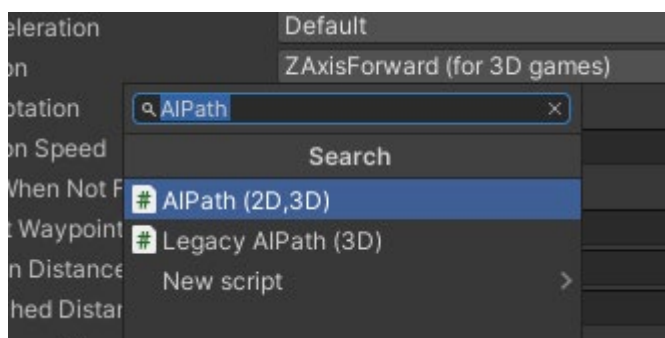 eleration Default
on ZAxisForward (for 3D games)
otation AIPath
on Speed Search
When Not F AIPath (2D,3D)
t Waypoint Legacy AIPath (3D)
n Distance New script
hed Distar